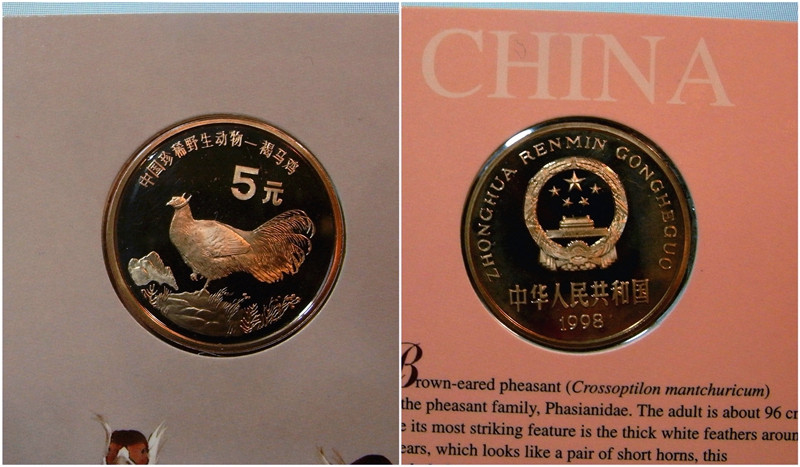 中国珍稀野生动物—褐马鸡
5元
CHINA
ZHONGHUA RENMIN GONGHEGUO
中华人民共和国
1998
Brown-eared pheasant (Crossoptilon mantchuricum)
the pheasant family, Phasianidae. The adult is about 96 cm
its most striking feature is the thick white feathers aroun
ears, which looks like a pair of short horns, this